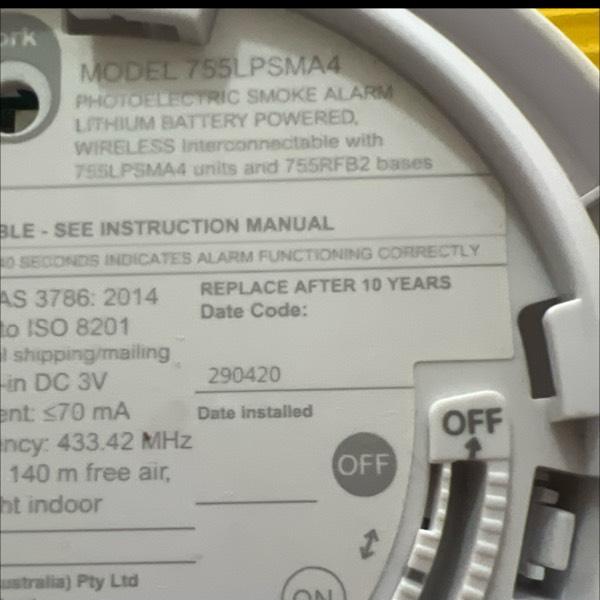 ork
MODEL 755LPSMA4
PHOTOELECTRIC SMOKE ALARM
LITHIUM BATTERY POWERED,
WIRELESS Interconnectable with
755LPSMA4 units and 755RFB2 bases
BLE - SEE INSTRUCTION MANUAL
40 SECONDS INDICATES ALARM FUNCTIONING CORRECTLY
AS 3786: 2014
to ISO 8201
l shipping/mailing
-in DC 3V
ent: ≤70 mA
ency: 433.42 MHz
140 m free air,
ht indoor
ustralia) Pty Ltd
REPLACE AFTER 10 YEARS
Date Code:
290420
Date installed
OFF
ON
OFF